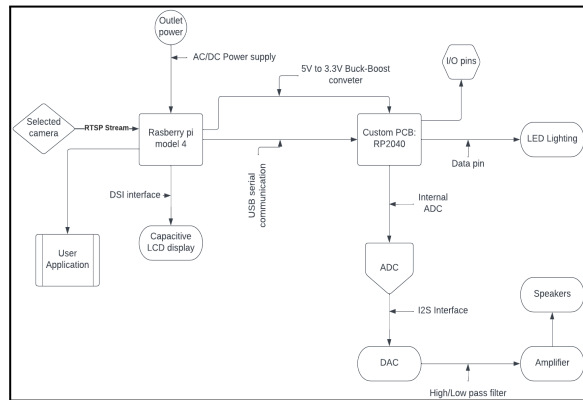 Outlet
power
AC/DC Power supply
5V to 3.3V Buck-Boost
conveter
I/O pins
Selected
camera
RTSP Stream
Rasberry pi
model 4
Custom PCB:
RP2040
LED Lighting
Data pin
USB serial
communication
DSI interface
Internal
ADC
User
Application
Capacitive
LCD display
ADC
Speakers
I2S Interface
DAC
Amplifier
High/Low pass filter